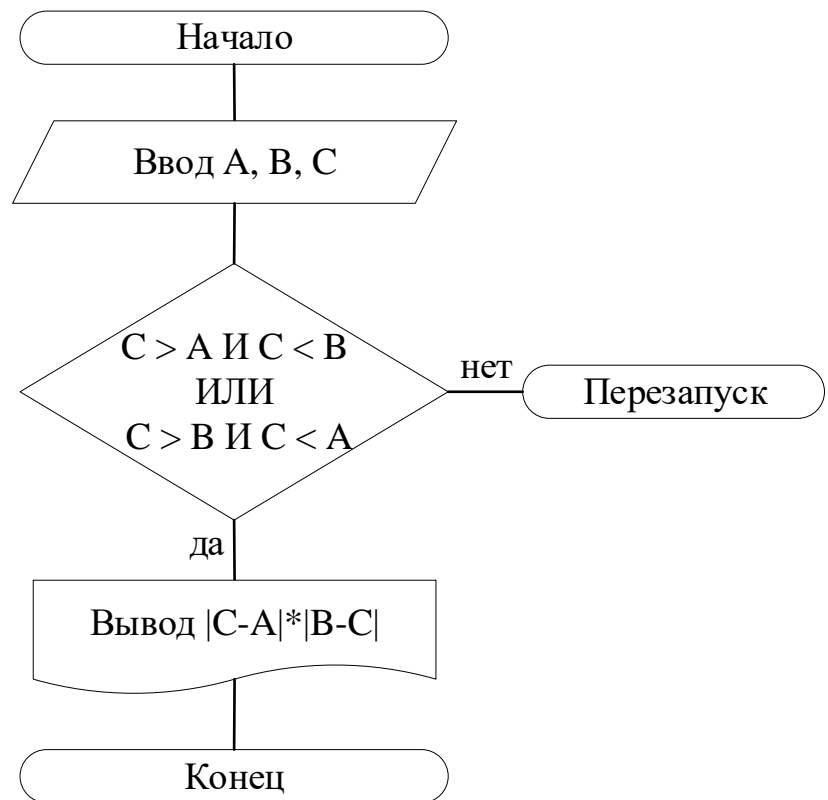 Начало
Ввод А, В, С
С > А И С < В
ИЛИ
С > В И С < А
нет
Перезапуск
да
Вывод |С-А|*|В-С|
Конец